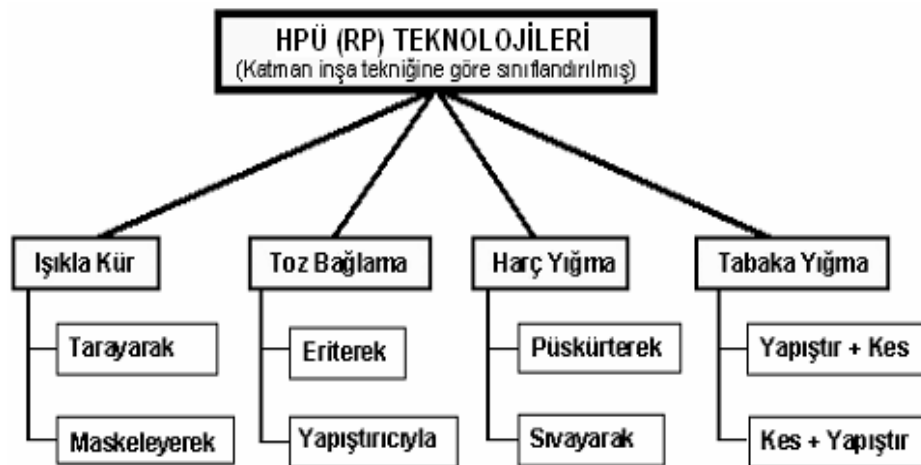 HPÜ (RP) TEKNOLOJİLERİ
(Katman inşa tekniğine göre sınıflandırılmış)
Işıkla Kür
Toz Bağlama
Harç Yığma
Tabaka Yığma
Tarayarak
Eriterek
Püskürterek
Yapıştır + Kes
Maskeleyerek
Yapıştırıcıyla
Sıvayarak
Kes + Yapıştır